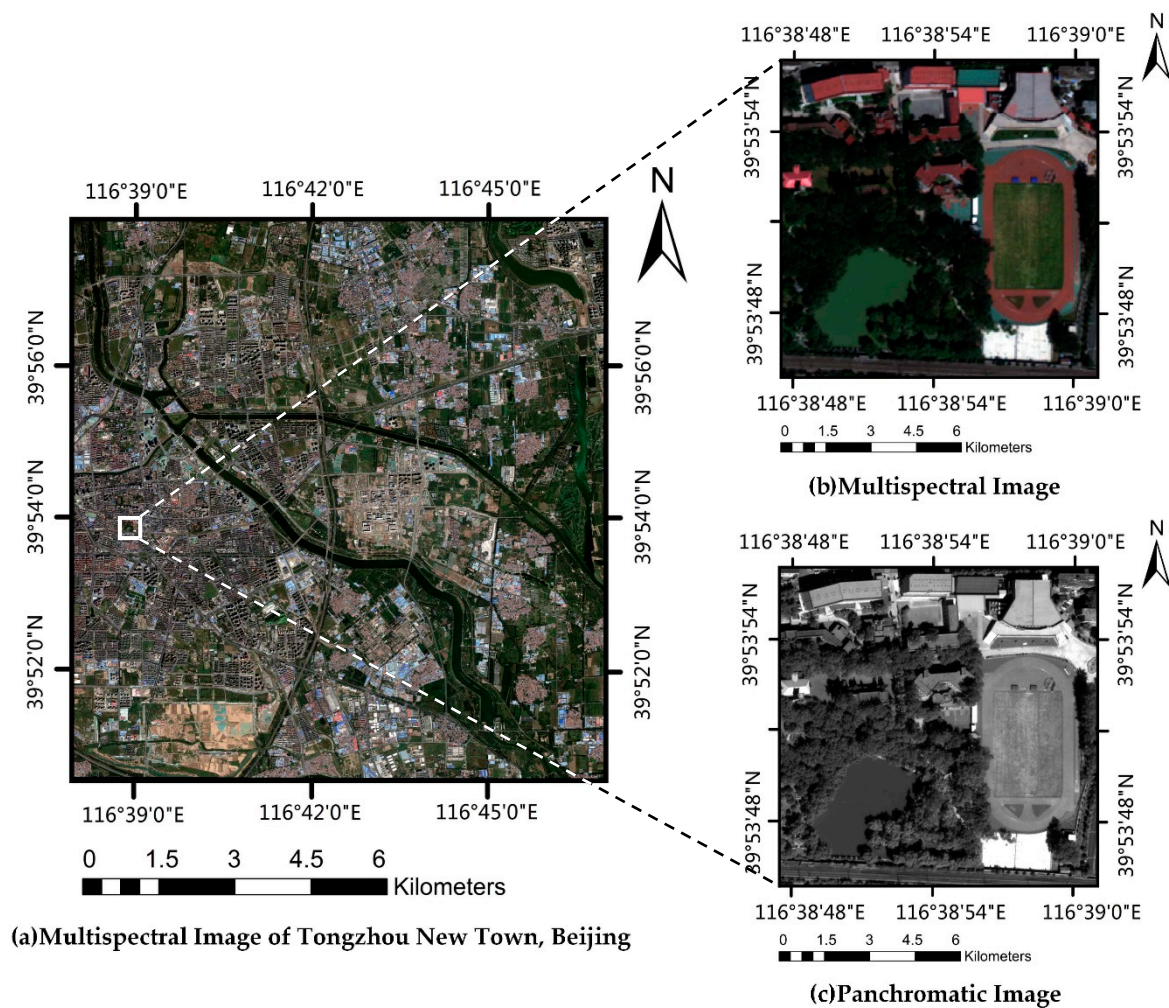 116°39'0"E 116°42'0"E 116°45'0"E
N
39°56'0"N
39°54'0"N
39°52'0"N
39°56'0"N
39°54'0"N
39°52'0"N
116°39'0"E 116°42'0"E 116°45'0"E
0 1.5 3 4.5 6
Kilometers
(a)Multispectral Image of Tongzhou New Town, Beijing
116°38'48"E 116°38'54"E 116°39'0"E
N
39°53'54"N
39°53'48"N
39°53'54"N
39°53'48"N
116°38'48"E 116°38'54"E 116°39'0"E
0 1.5 3 4.5 6
Kilometers
(b)Multispectral Image
116°38'48"E 116°38'54"E 116°39'0"E
N
39°53'54"N
39°53'48"N
39°53'54"N
39°53'48"N
116°38'48"E 116°38'54"E 116°39'0"E
0 1.5 3 4.5 6
Kilometers
(c)Panchromatic Image